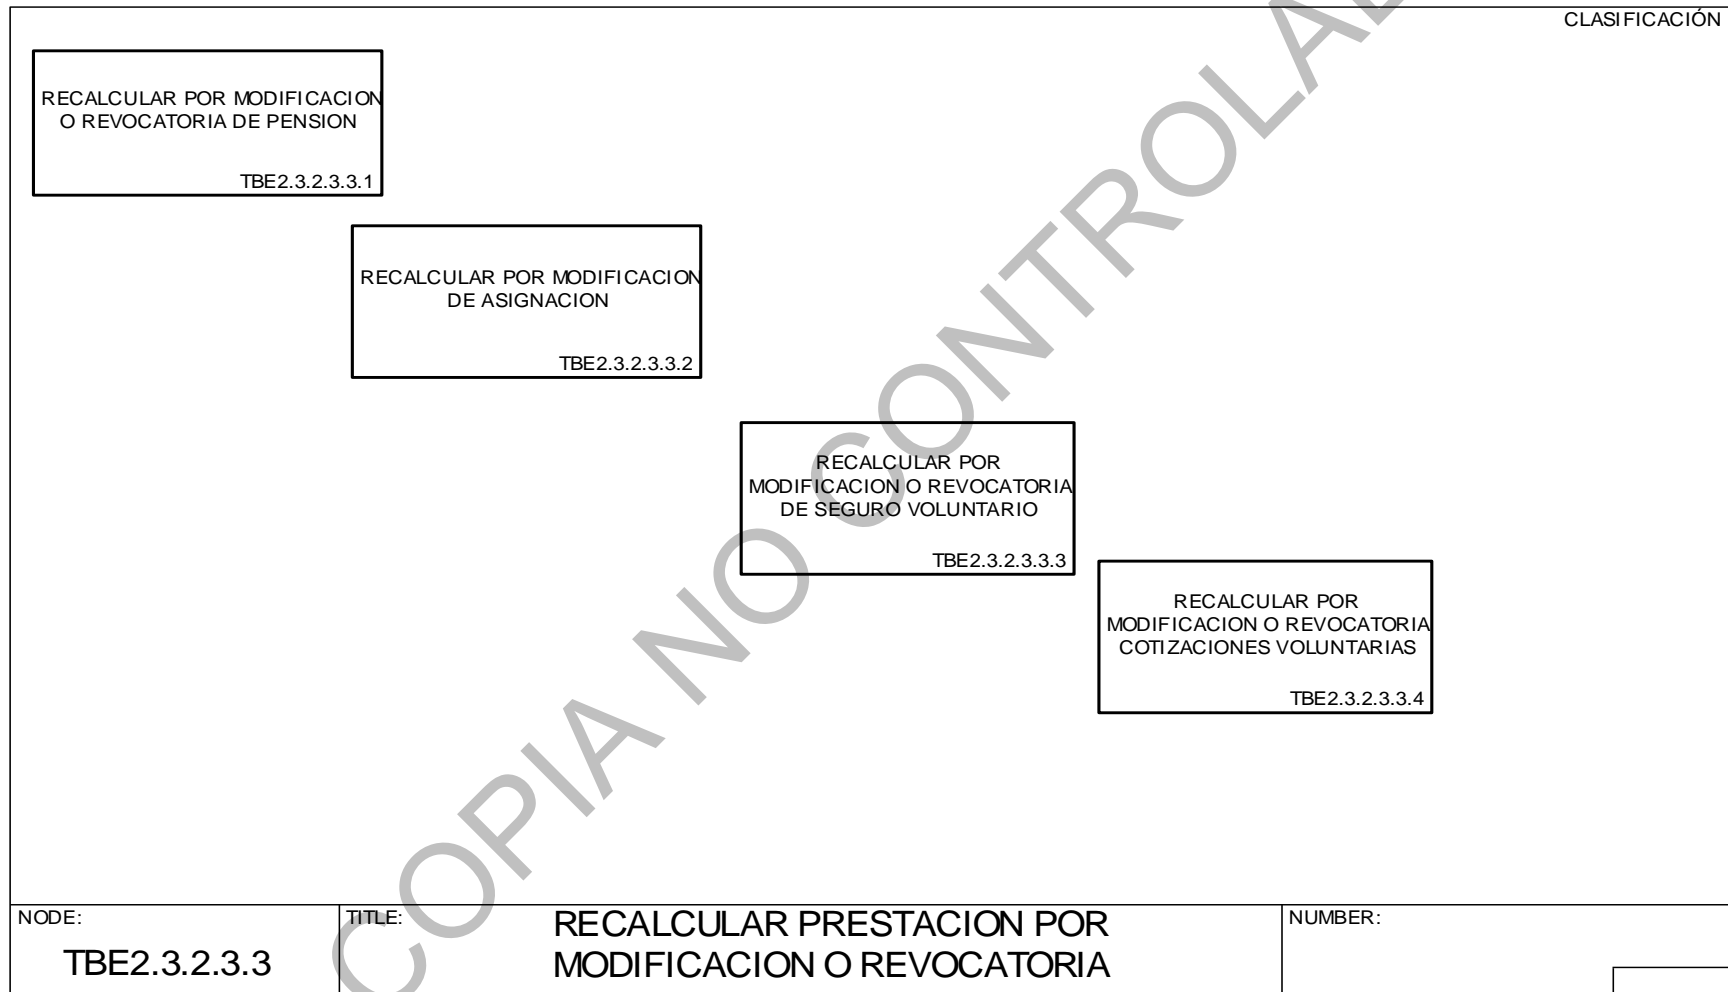 CLASIFICACIÓN
RECALCULAR POR MODIFICACION
O REVOCATORIA DE PENSION
TBE2.3.2.3.3.1
RECALCULAR POR MODIFICACION
DE ASIGNACION
TBE2.3.2.3.3.2
RECALCULAR POR
MODIFICACION O REVOCATORIA
DE SEGURO VOLUNTARIO
TBE2.3.2.3.3.3
RECALCULAR POR
MODIFICACION O REVOCATORIA
COTIZACIONES VOLUNTARIAS
TBE2.3.2.3.3.4
COPIA NO CONTROLA
NODE:
TBE2.3.2.3.3
TITLE:
RECALCULAR PRESTACION POR
MODIFICACION O REVOCATORIA
NUMBER: